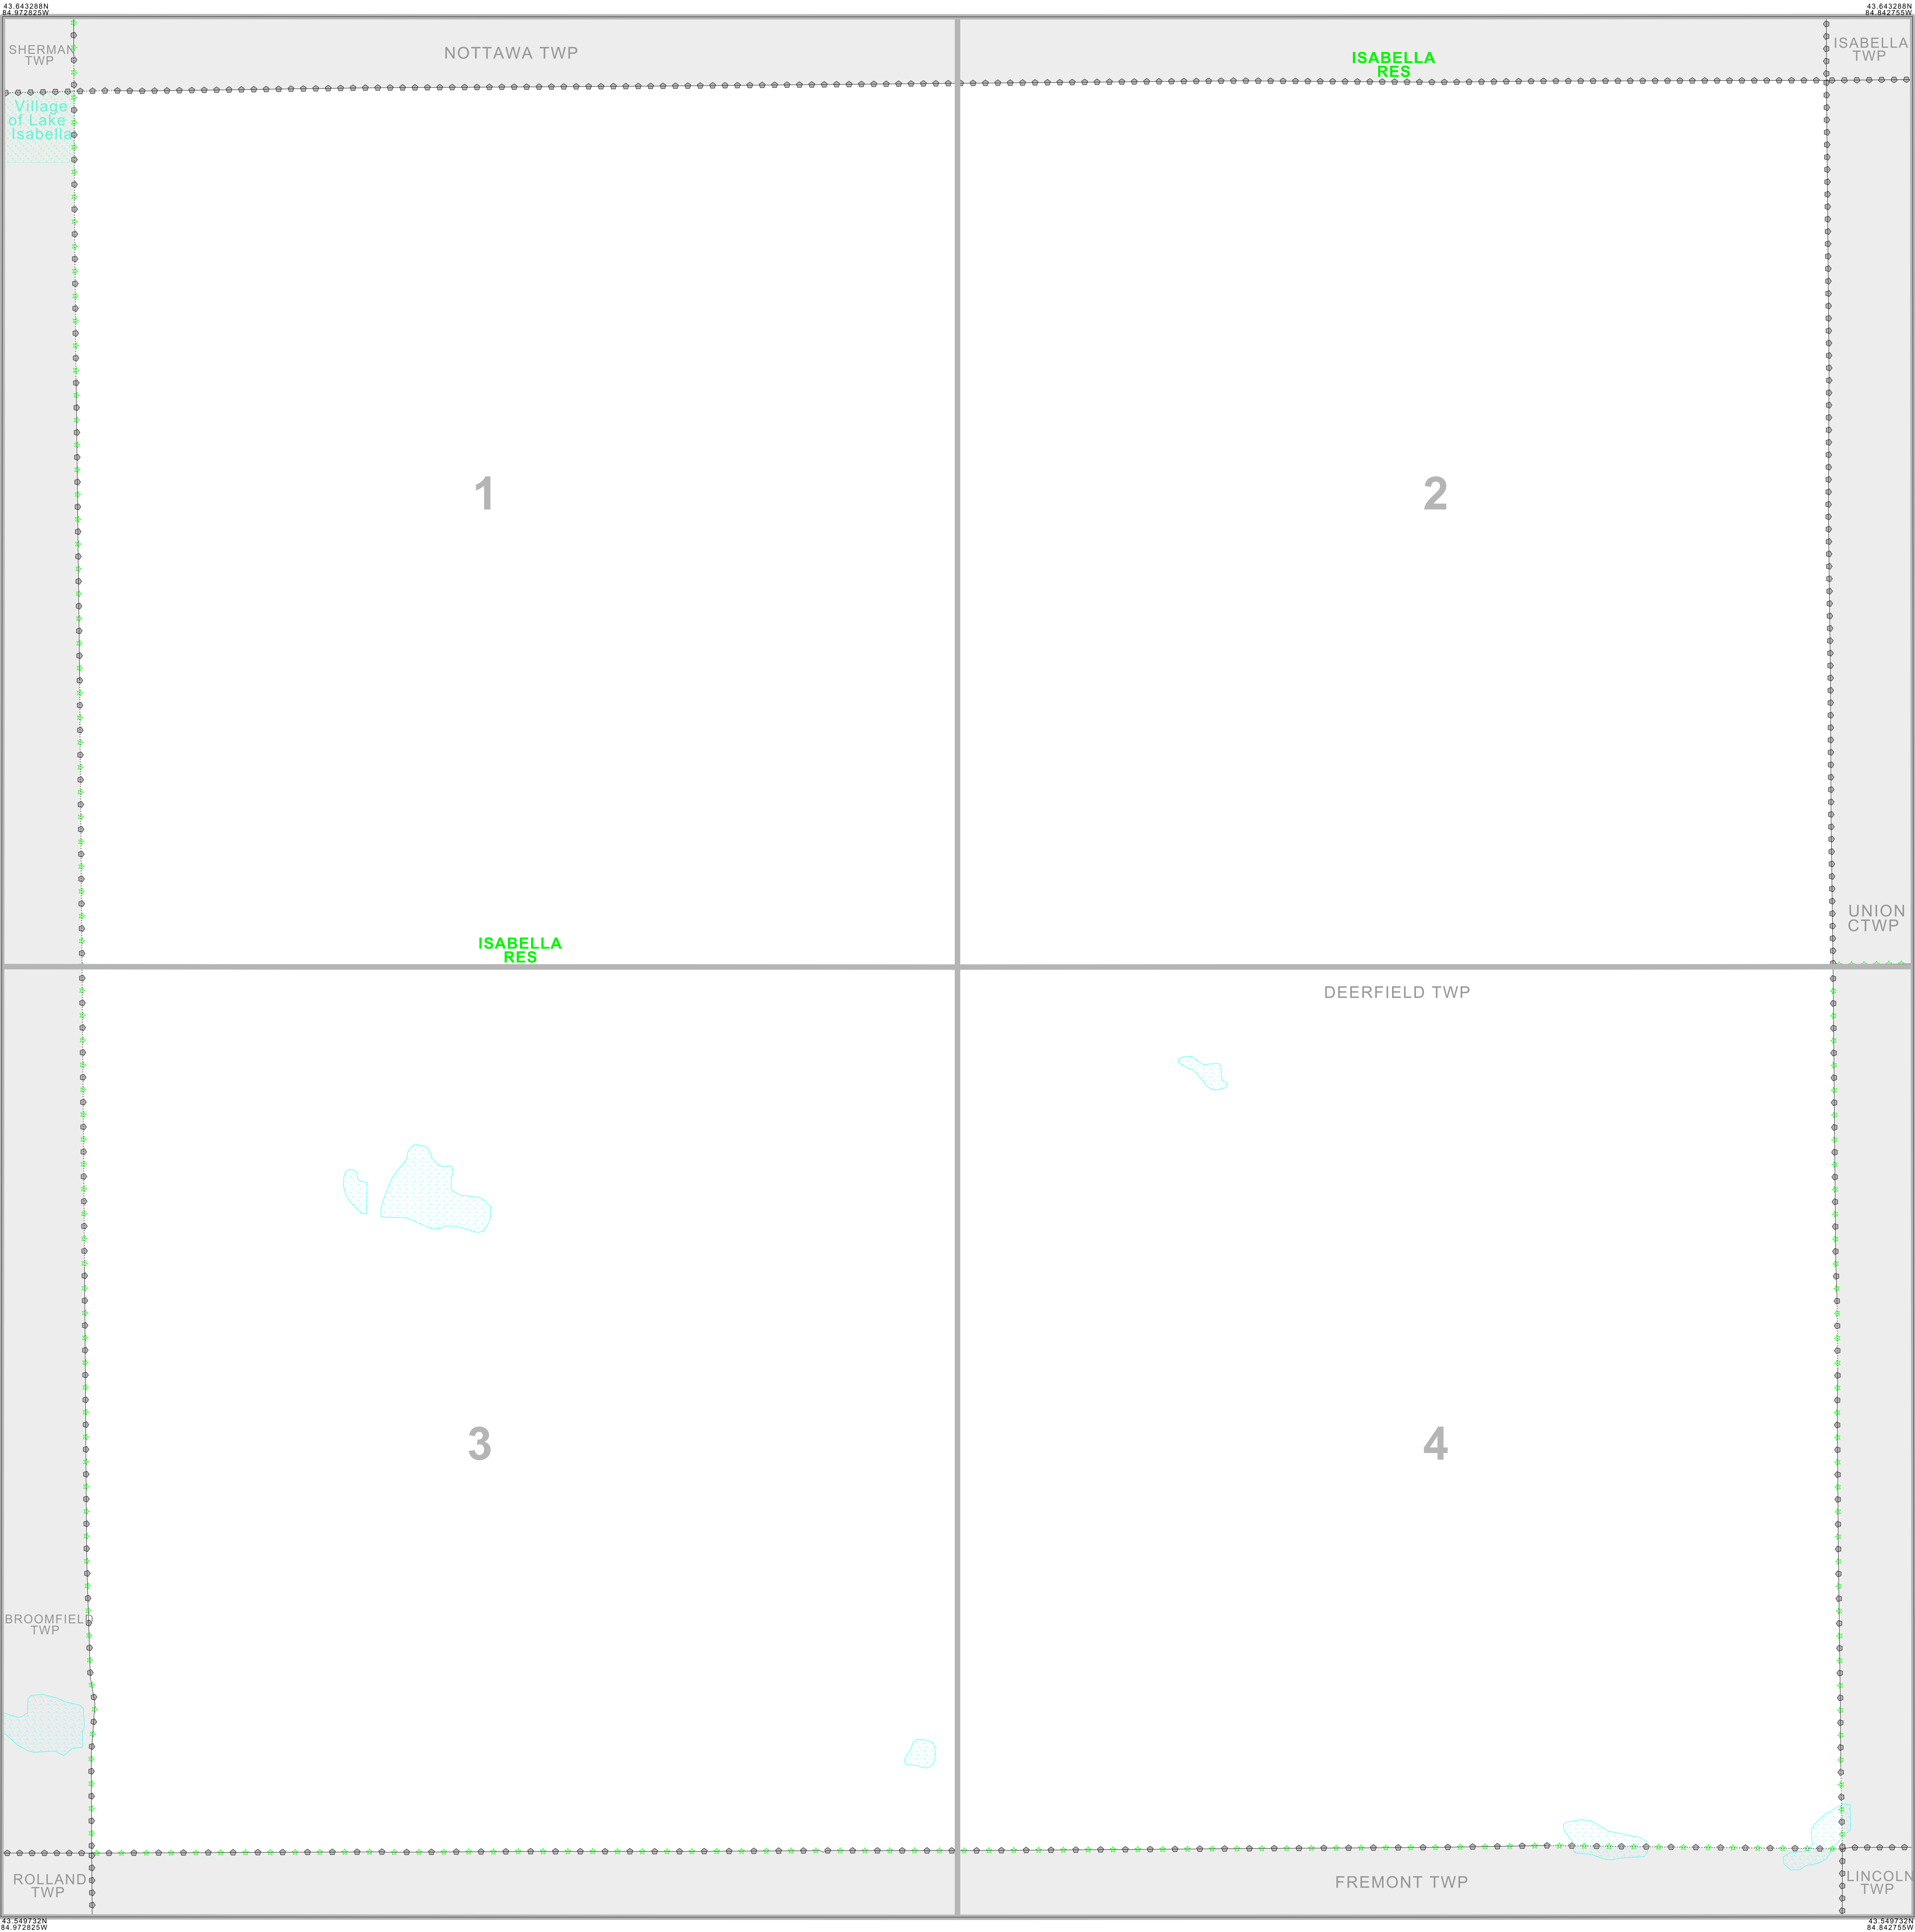 43.643288N
84.972825W
43.643288N
84.842755W
SHERMAN
TWP
NOTTAWA TWP
ISABELLA
RES
ISABELLA
TWP
Village
of Lake
Isabella
1
2
UNION
CTWP
ISABELLA
RES
DEERFIELD TWP
3
4
BROOMFIELD
TWP
ROLLAND
TWP
FREMONT TWP
LINCOLN
TWP
43.549732N
84.972825W
43.549732N
84.842755W